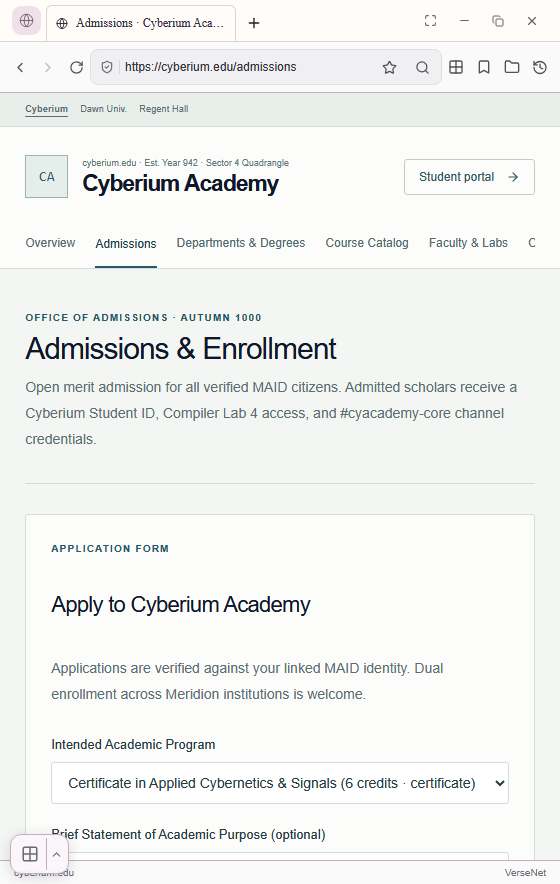 Admissions · Cyberium Aca…
https://cyberium.edu/admissions
Cyberium Dawn Univ. Regent Hall
CA
cyberium.edu · Est. Year 942 · Sector 4 Quadrangle
Cyberium Academy
Student portal
Overview Admissions Departments & Degrees Course Catalog Faculty & Labs
OFFICE OF ADMISSIONS · AUTUMN 1000
Admissions & Enrollment
Open merit admission for all verified MAID citizens. Admitted scholars receive a
Cyberium Student ID, Compiler Lab 4 access, and #cyacademy-core channel
credentials.
APPLICATION FORM
Apply to Cyberium Academy
Applications are verified against your linked MAID identity. Dual
enrollment across Meridion institutions is welcome.
Intended Academic Program
Certificate in Applied Cybernetics & Signals (6 credits · certificate)
Brief Statement of Academic Purpose (optional)
cyberium.edu
VerseNet